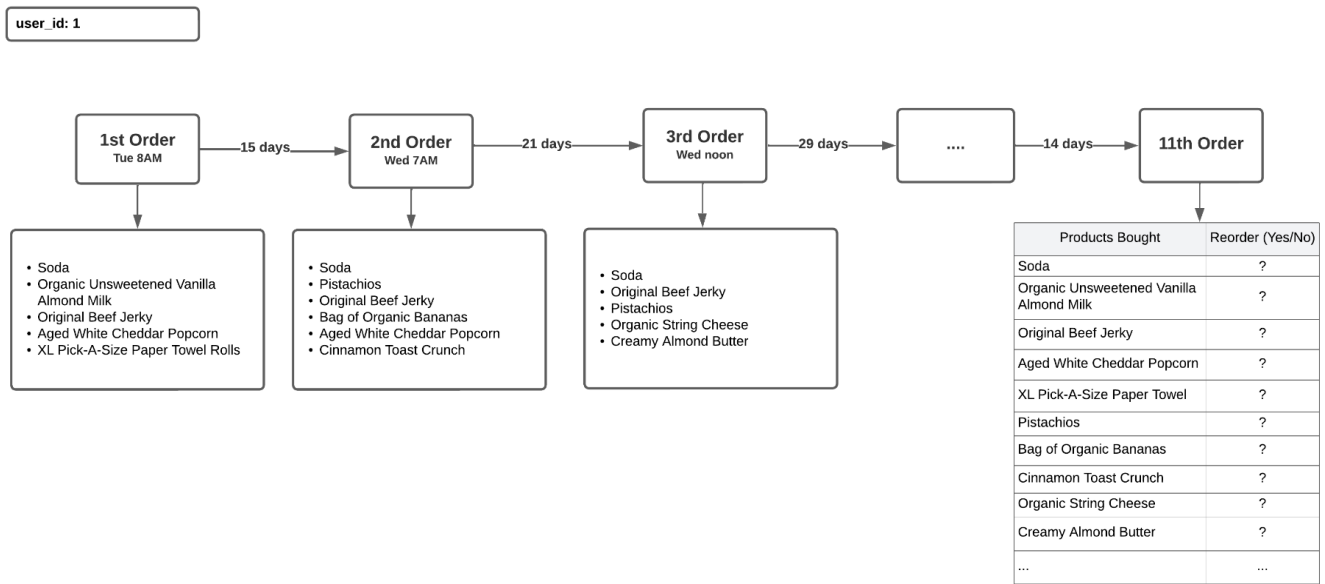 user_id: 1
1st Order
Tue 8AM
15 days
2nd Order
Wed 7AM
21 days
3rd Order
Wed noon
29 days
....
14 days
11th Order
• Soda
• Organic Unsweetened Vanilla
Almond Milk
• Original Beef Jerky
• Aged White Cheddar Popcorn
• XL Pick-A-Size Paper Towel Rolls
• Soda
• Pistachios
• Original Beef Jerky
• Bag of Organic Bananas
• Aged White Cheddar Popcorn
• Cinnamon Toast Crunch
• Soda
• Original Beef Jerky
• Pistachios
• Organic String Cheese
• Creamy Almond Butter
Products Bought Reorder (Yes/No)
Soda ?
Organic Unsweetened Vanilla
Almond Milk ?
Original Beef Jerky ?
Aged White Cheddar Popcorn ?
XL Pick-A-Size Paper Towel ?
Pistachios ?
Bag of Organic Bananas ?
Cinnamon Toast Crunch ?
Organic String Cheese ?
Creamy Almond Butter ?
... ...